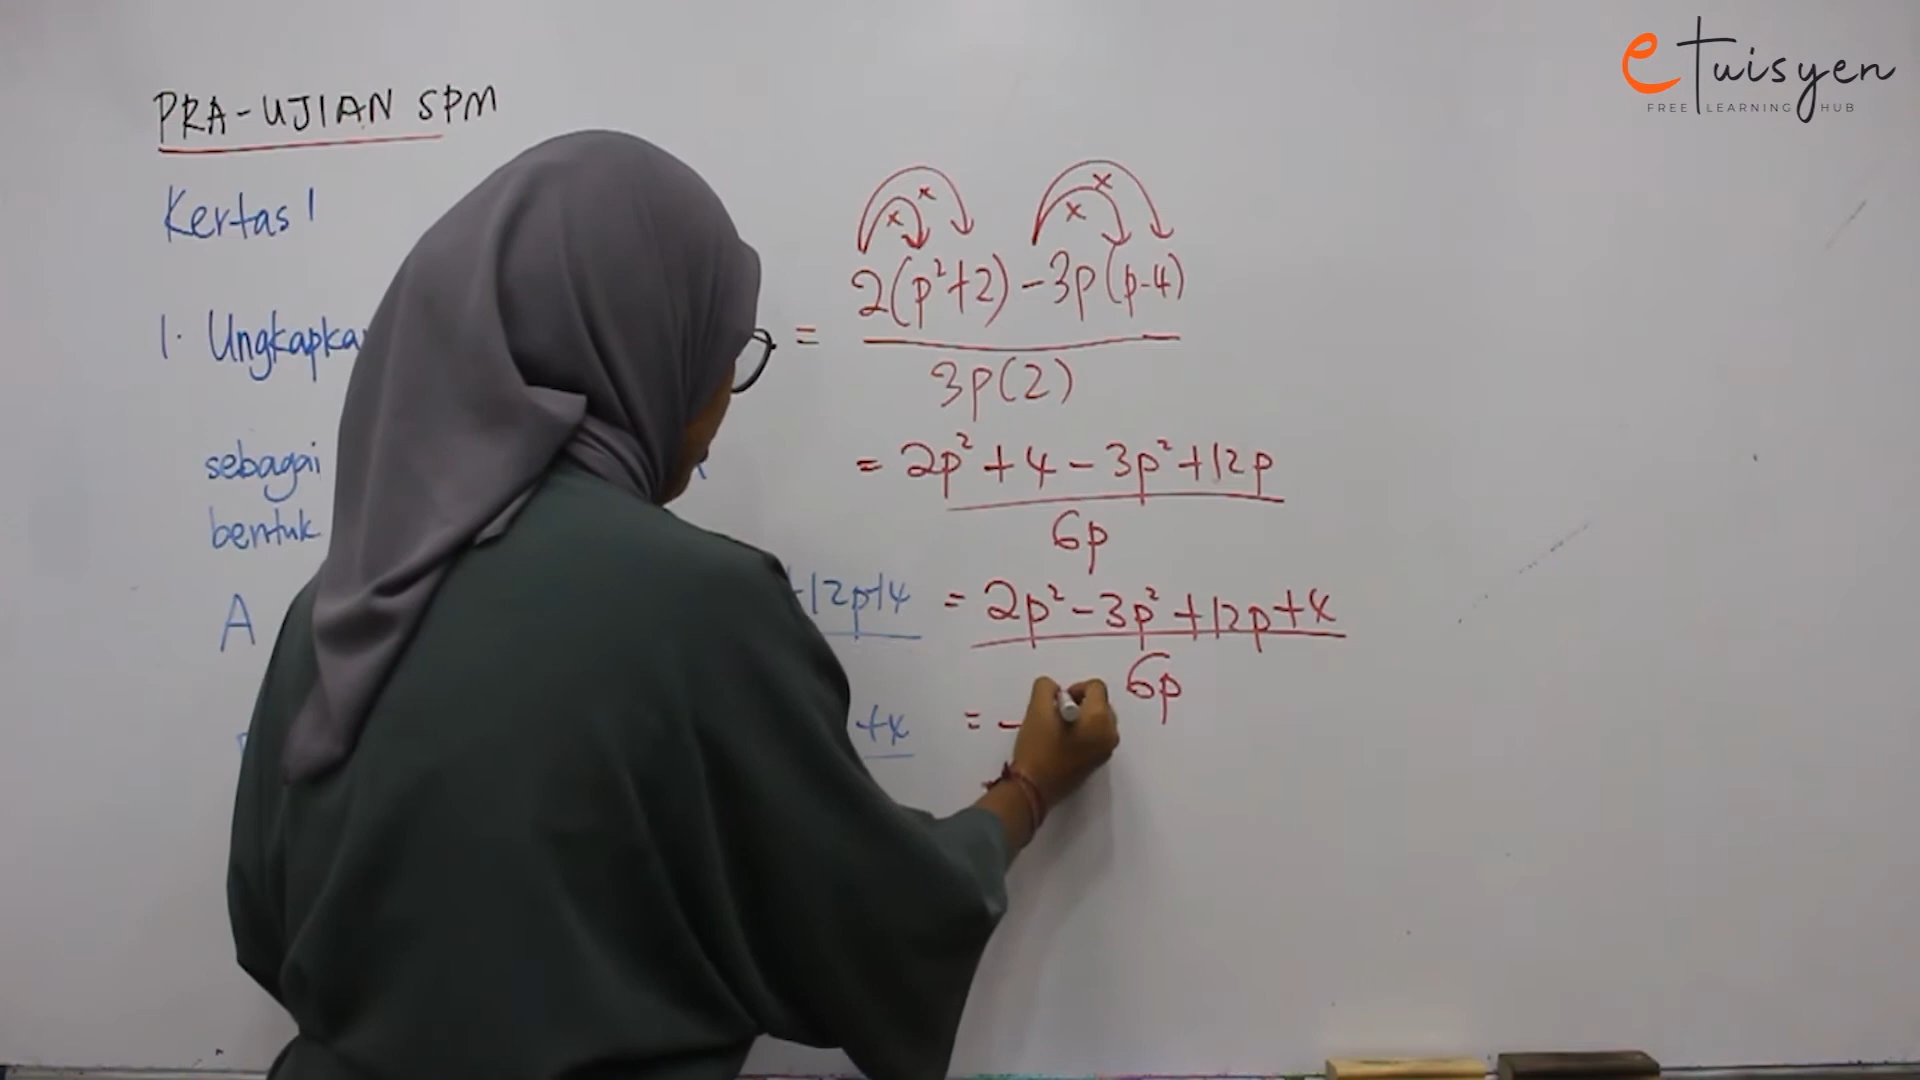 eTuisyen
FREE LEARNING HUB
PRA-UJIAN SPM
Kertas 1
1. Ungkapkan
sebagai
bentuk
A
+12p+4
+4
x x x x
= 2(p²+2) - 3p(p-4)
3p(2)
= 2p² + 4 - 3p² + 12p
6p
= 2p² - 3p² + 12p + 4
6p
= -